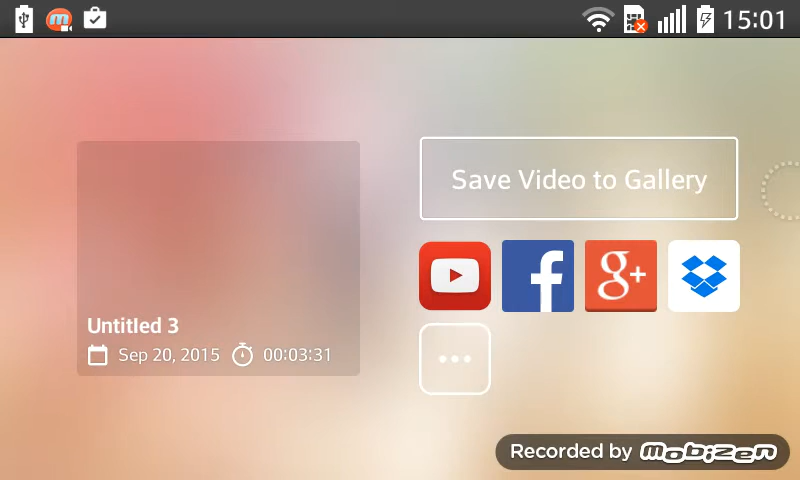 15:01
Save Video to Gallery
Untitled 3
Sep 20, 2015 00:03:31
f
g+
...
Recorded by Mobizen